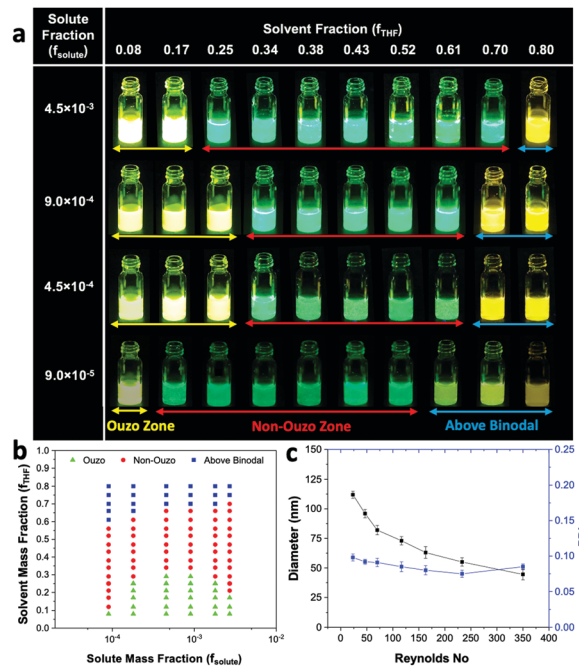 a
Solute Fraction (f_solute)
Solvent Fraction (f_THF)
0.08 0.17 0.25 0.34 0.38 0.43 0.52 0.61 0.70 0.80
4.5×10⁻³
9.0×10⁻⁴
4.5×10⁻⁴
9.0×10⁻⁵
Ouzo Zone Non-Ouzo Zone Above Binodal
b
Ouzo Non-Ouzo Above Binodal
Solvent Mass Fraction (f_THF)
1.0
0.9
0.8
0.7
0.6
0.5
0.4
0.3
0.2
0.1
0.0
10⁻⁴ 10⁻³ 10⁻²
Solute Mass Fraction (f_solute)
c
Diameter (nm)
150
125
100
75
50
25
0
0.25
0.20
0.15
0.10
0.05
0.00
0 50 100 150 200 250 300 350 400
Reynolds No